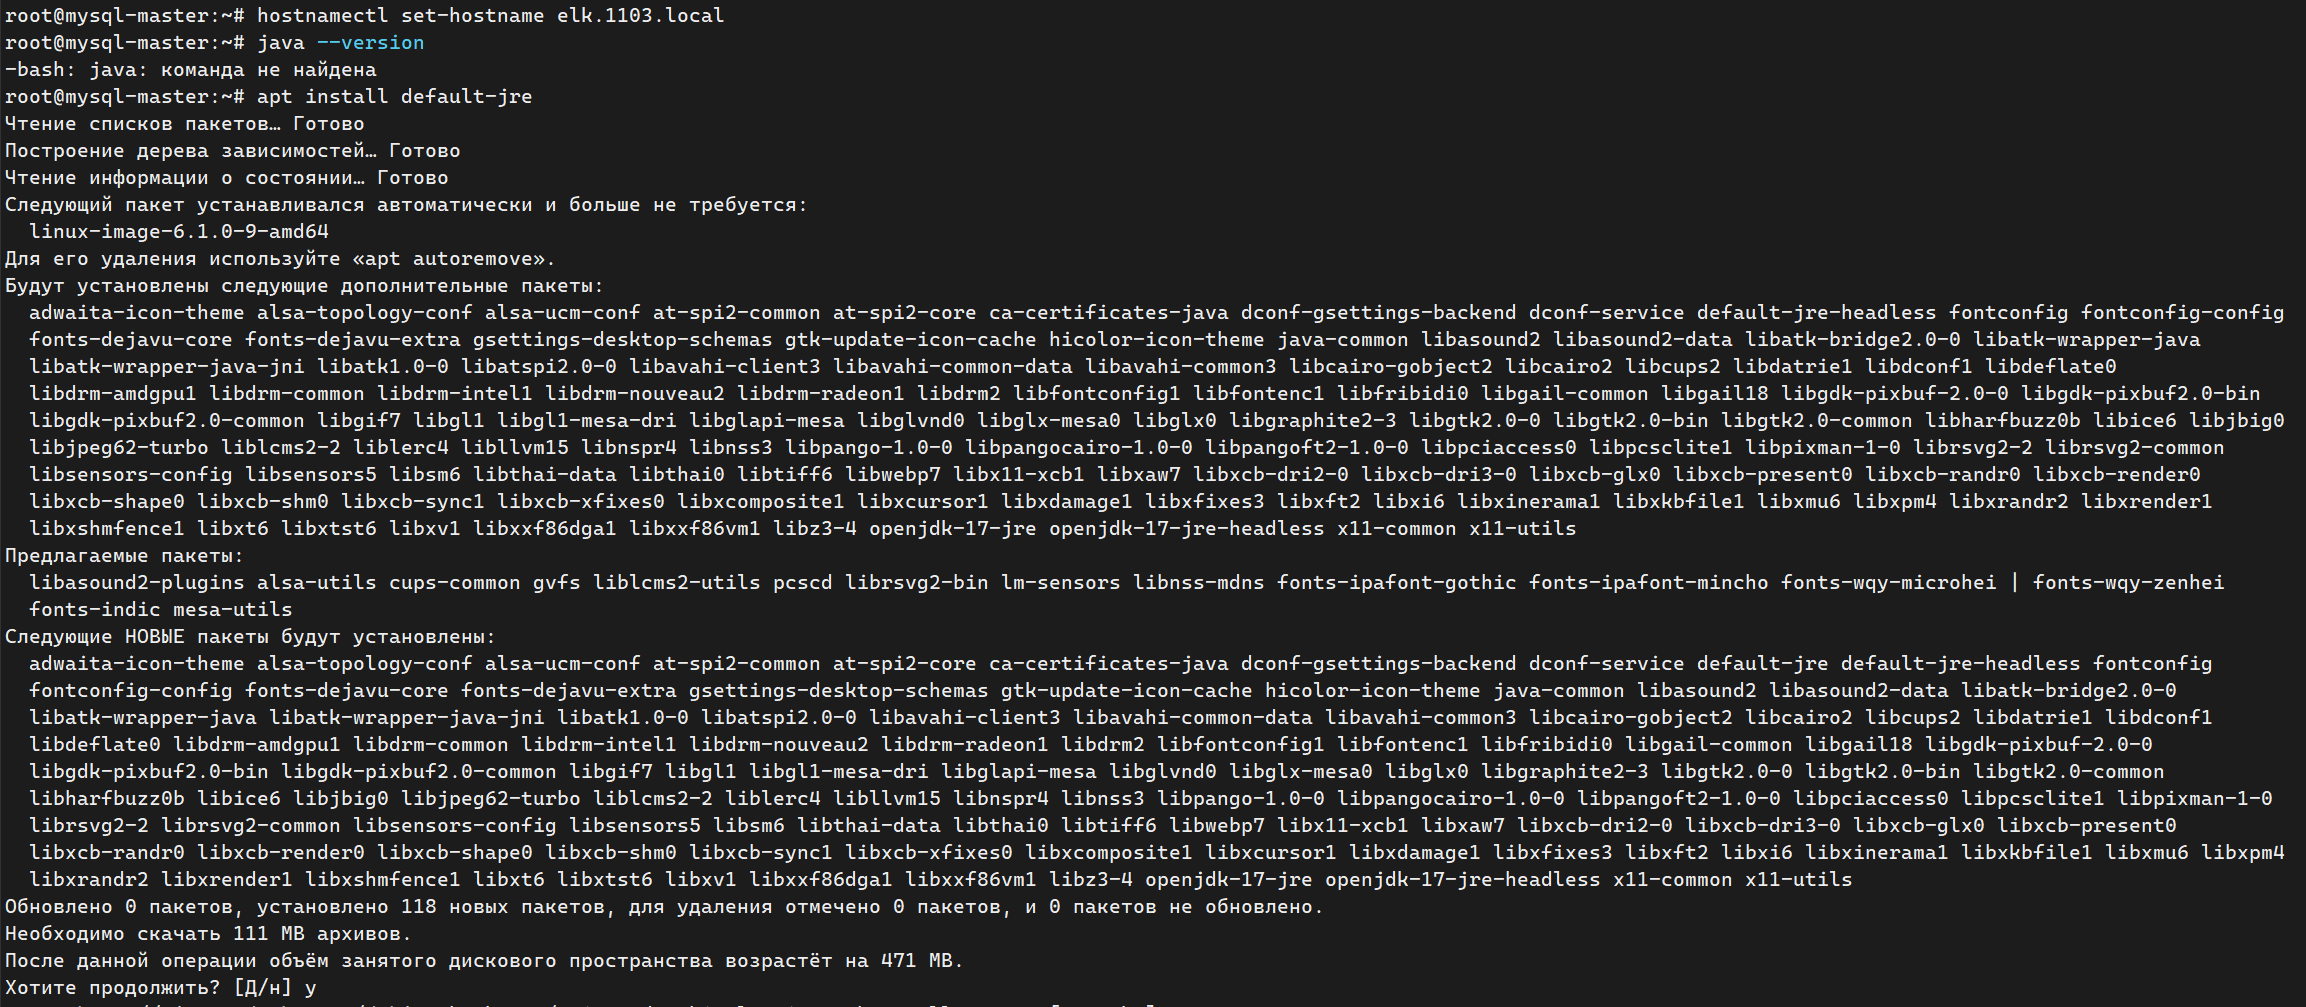 root@mysql-master:~# hostnamectl set-hostname elk.1103.local
root@mysql-master:~# java --version
-bash: java: команда не найдена
root@mysql-master:~# apt install default-jre
Чтение списков пакетов… Готово
Построение дерева зависимостей… Готово
Чтение информации о состоянии… Готово
Следующий пакет устанавливался автоматически и больше не требуется:
linux-image-6.1.0-9-amd64
Для его удаления используйте «apt autoremove».
Будут установлены следующие дополнительные пакеты:
adwaita-icon-theme alsa-topology-conf alsa-ucm-conf at-spi2-common at-spi2-core ca-certificates-java dconf-gsettings-backend dconf-service default-jre-headless fontconfig fontconfig-config
fonts-dejavu-core fonts-dejavu-extra gsettings-desktop-schemas gtk-update-icon-cache hicolor-icon-theme java-common libasound2 libasound2-data libatk-bridge2.0-0 libatk-wrapper-java
libatk-wrapper-java-jni libatk1.0-0 libatspi2.0-0 libavahi-client3 libavahi-common-data libavahi-common3 libcairo-gobject2 libcairo2 libcups2 libdatrie1 libdconf1 libdeflate0
libdrm-amdgpu1 libdrm-common libdrm-intel1 libdrm-nouveau2 libdrm-radeon1 libdrm2 libfontconfig1 libfontenc1 libfribidi0 libgail-common libgail18 libgdk-pixbuf-2.0-0 libgdk-pixbuf2.0-bin
libgdk-pixbuf2.0-common libgif7 libgl1 libgl1-mesa-dri libglapi-mesa libglvnd0 libglx-mesa0 libglx0 libgraphite2-3 libgtk2.0-0 libgtk2.0-bin libgtk2.0-common libharfbuzz0b libice6 libjbig0
libjpeg62-turbo liblcms2-2 liblerc4 libllvm15 libnspr4 libnss3 libpango-1.0-0 libpangocairo-1.0-0 libpangoft2-1.0-0 libpciaccess0 libpcsclite1 libpixman-1-0 librsvg2-2 librsvg2-common
libsensors-config libsensors5 libsm6 libthai-data libthai0 libtiff6 libwebp7 libx11-xcb1 libxaw7 libxcb-dri2-0 libxcb-dri3-0 libxcb-glx0 libxcb-present0 libxcb-randr0 libxcb-render0
libxcb-shape0 libxcb-shm0 libxcb-sync1 libxcb-xfixes0 libxcomposite1 libxcursor1 libxdamage1 libxfixes3 libxft2 libxi6 libxinerama1 libxkbfile1 libxmu6 libxpm4 libxrandr2 libxrender1
libxshmfence1 libxt6 libxtst6 libxv1 libxxf86dga1 libxxf86vm1 libz3-4 openjdk-17-jre openjdk-17-jre-headless x11-common x11-utils
Предлагаемые пакеты:
libasound2-plugins alsa-utils cups-common gvfs liblcms2-utils pcscd librsvg2-bin lm-sensors libnss-mdns fonts-ipafont-gothic fonts-ipafont-mincho fonts-wqy-microhei | fonts-wqy-zenhei
fonts-indic mesa-utils
Следующие НОВЫЕ пакеты будут установлены:
adwaita-icon-theme alsa-topology-conf alsa-ucm-conf at-spi2-common at-spi2-core ca-certificates-java dconf-gsettings-backend dconf-service default-jre default-jre-headless fontconfig
fontconfig-config fonts-dejavu-core fonts-dejavu-extra gsettings-desktop-schemas gtk-update-icon-cache hicolor-icon-theme java-common libasound2 libasound2-data libatk-bridge2.0-0
libatk-wrapper-java libatk-wrapper-java-jni libatk1.0-0 libatspi2.0-0 libavahi-client3 libavahi-common-data libavahi-common3 libcairo-gobject2 libcairo2 libcups2 libdatrie1 libdconf1
libdeflate0 libdrm-amdgpu1 libdrm-common libdrm-intel1 libdrm-nouveau2 libdrm-radeon1 libdrm2 libfontconfig1 libfontenc1 libfribidi0 libgail-common libgail18 libgdk-pixbuf-2.0-0
libgdk-pixbuf2.0-bin libgdk-pixbuf2.0-common libgif7 libgl1 libgl1-mesa-dri libglapi-mesa libglvnd0 libglx-mesa0 libglx0 libgraphite2-3 libgtk2.0-0 libgtk2.0-bin libgtk2.0-common
libharfbuzz0b libice6 libjbig0 libjpeg62-turbo liblcms2-2 liblerc4 libllvm15 libnspr4 libnss3 libpango-1.0-0 libpangocairo-1.0-0 libpangoft2-1.0-0 libpciaccess0 libpcsclite1 libpixman-1-0
librsvg2-2 librsvg2-common libsensors-config libsensors5 libsm6 libthai-data libthai0 libtiff6 libwebp7 libx11-xcb1 libxaw7 libxcb-dri2-0 libxcb-dri3-0 libxcb-glx0 libxcb-present0
libxcb-randr0 libxcb-render0 libxcb-shape0 libxcb-shm0 libxcb-sync1 libxcb-xfixes0 libxcomposite1 libxcursor1 libxdamage1 libxfixes3 libxft2 libxi6 libxinerama1 libxkbfile1 libxmu6 libxpm4
libxrandr2 libxrender1 libxshmfence1 libxt6 libxtst6 libxv1 libxxf86dga1 libxxf86vm1 libz3-4 openjdk-17-jre openjdk-17-jre-headless x11-common x11-utils
Обновлено 0 пакетов, установлено 118 новых пакетов, для удаления отмечено 0 пакетов, и 0 пакетов не обновлено.
Необходимо скачать 111 MB архивов.
После данной операции объём занятого дискового пространства возрастёт на 471 MB.
Хотите продолжить? [Д/н] y